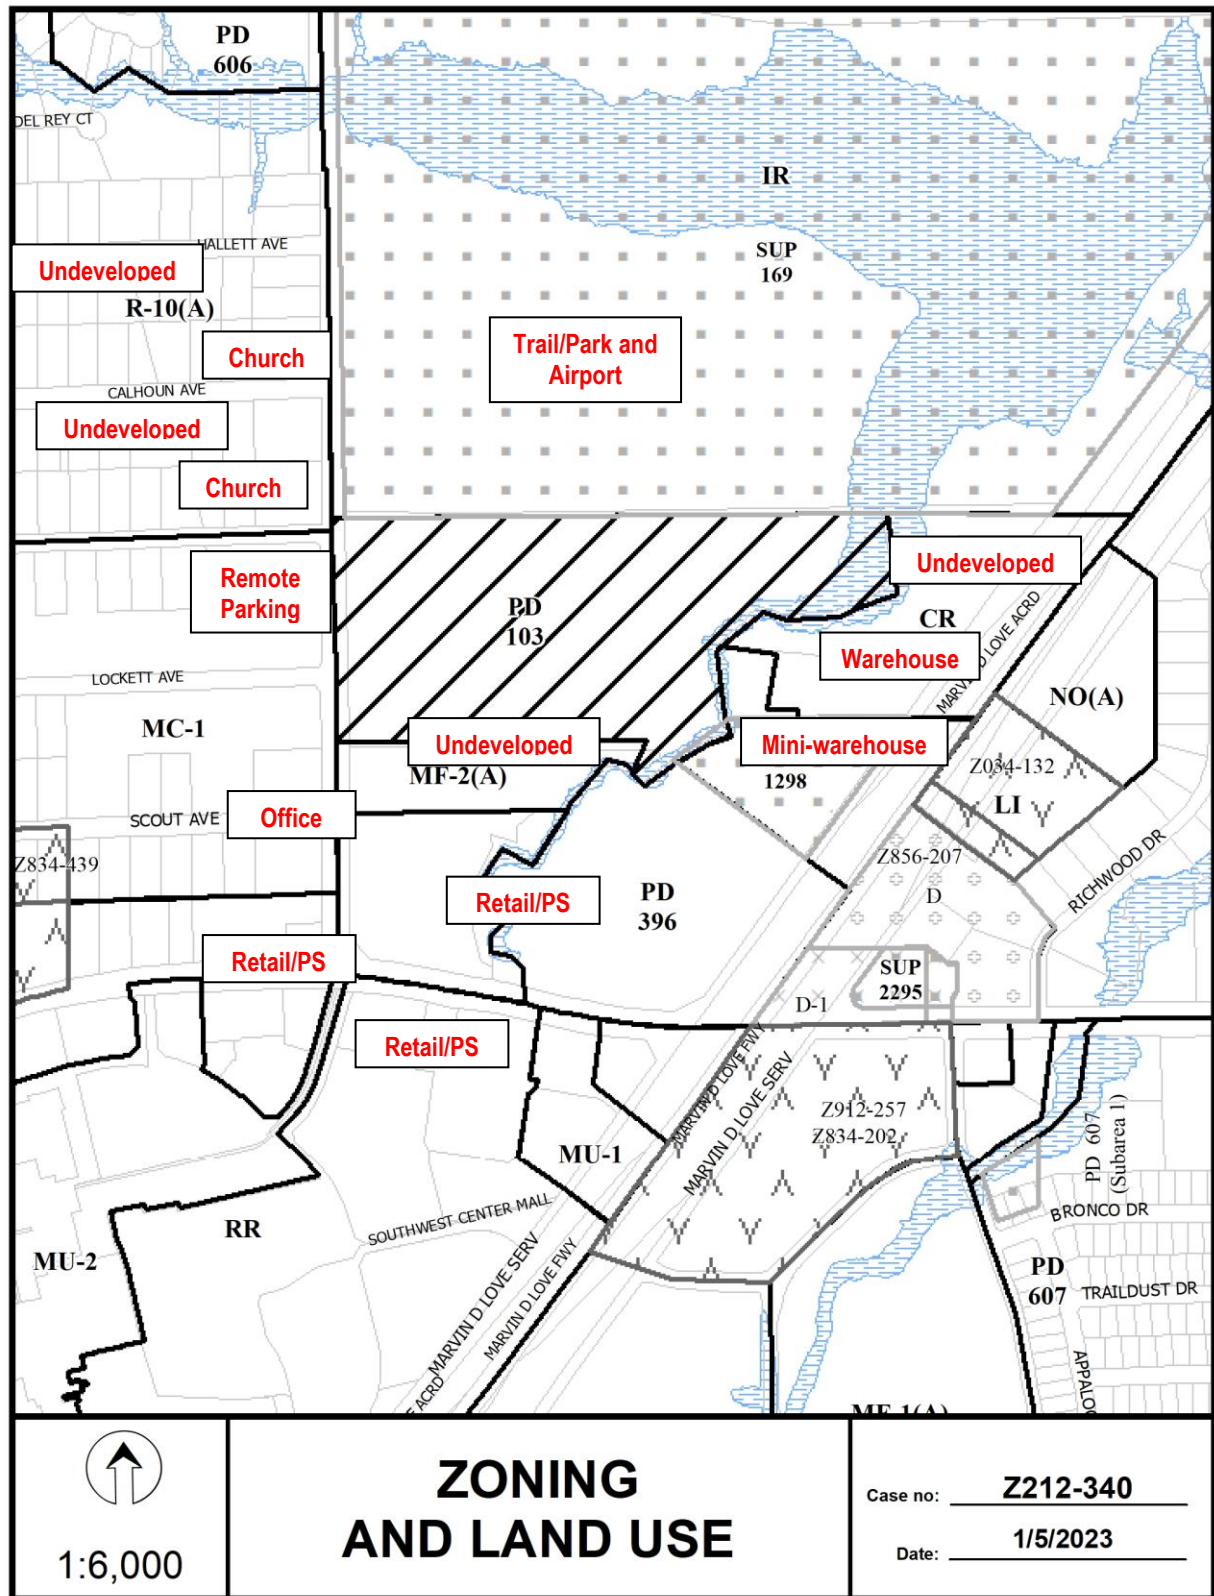 PD
606
DEL REY CT
IR
HALLETT AVE
Undeveloped
SUP
169
R-10(A)
Church
Trail/Park and
Airport
CALHOUN AVE
Undeveloped
Church
Remote
Parking
Undeveloped
PD
103
CR
MARVIN D LOVE ACRD
Warehouse
LOCKETT AVE
NO(A)
MC-1
Undeveloped
Mini-warehouse
MF-2(A)
1298
Z034-132
LI
Office
SCOUT AVE
Z834-439
Z856-207
RICHWOOD DR
D
Retail/PS
PD
396
Retail/PS
SUP
2295
D-1
Retail/PS
MARVIN D LOVE FWY
MARVIN D LOVE SERV
Z912-257
Z834-202
PD 607
(Subarea 1)
MU-1
BRONCO DR
SOUTHWEST CENTER MALL
RR
MU-2
PD
607
TRAILDUST DR
MARVIN D LOVE SERV
MARVIN D LOVE FWY
E ACRD
APPALOO
MF-1(A)
1:6,000
ZONING
AND LAND USE
Case no: Z212-340
Date: 1/5/2023